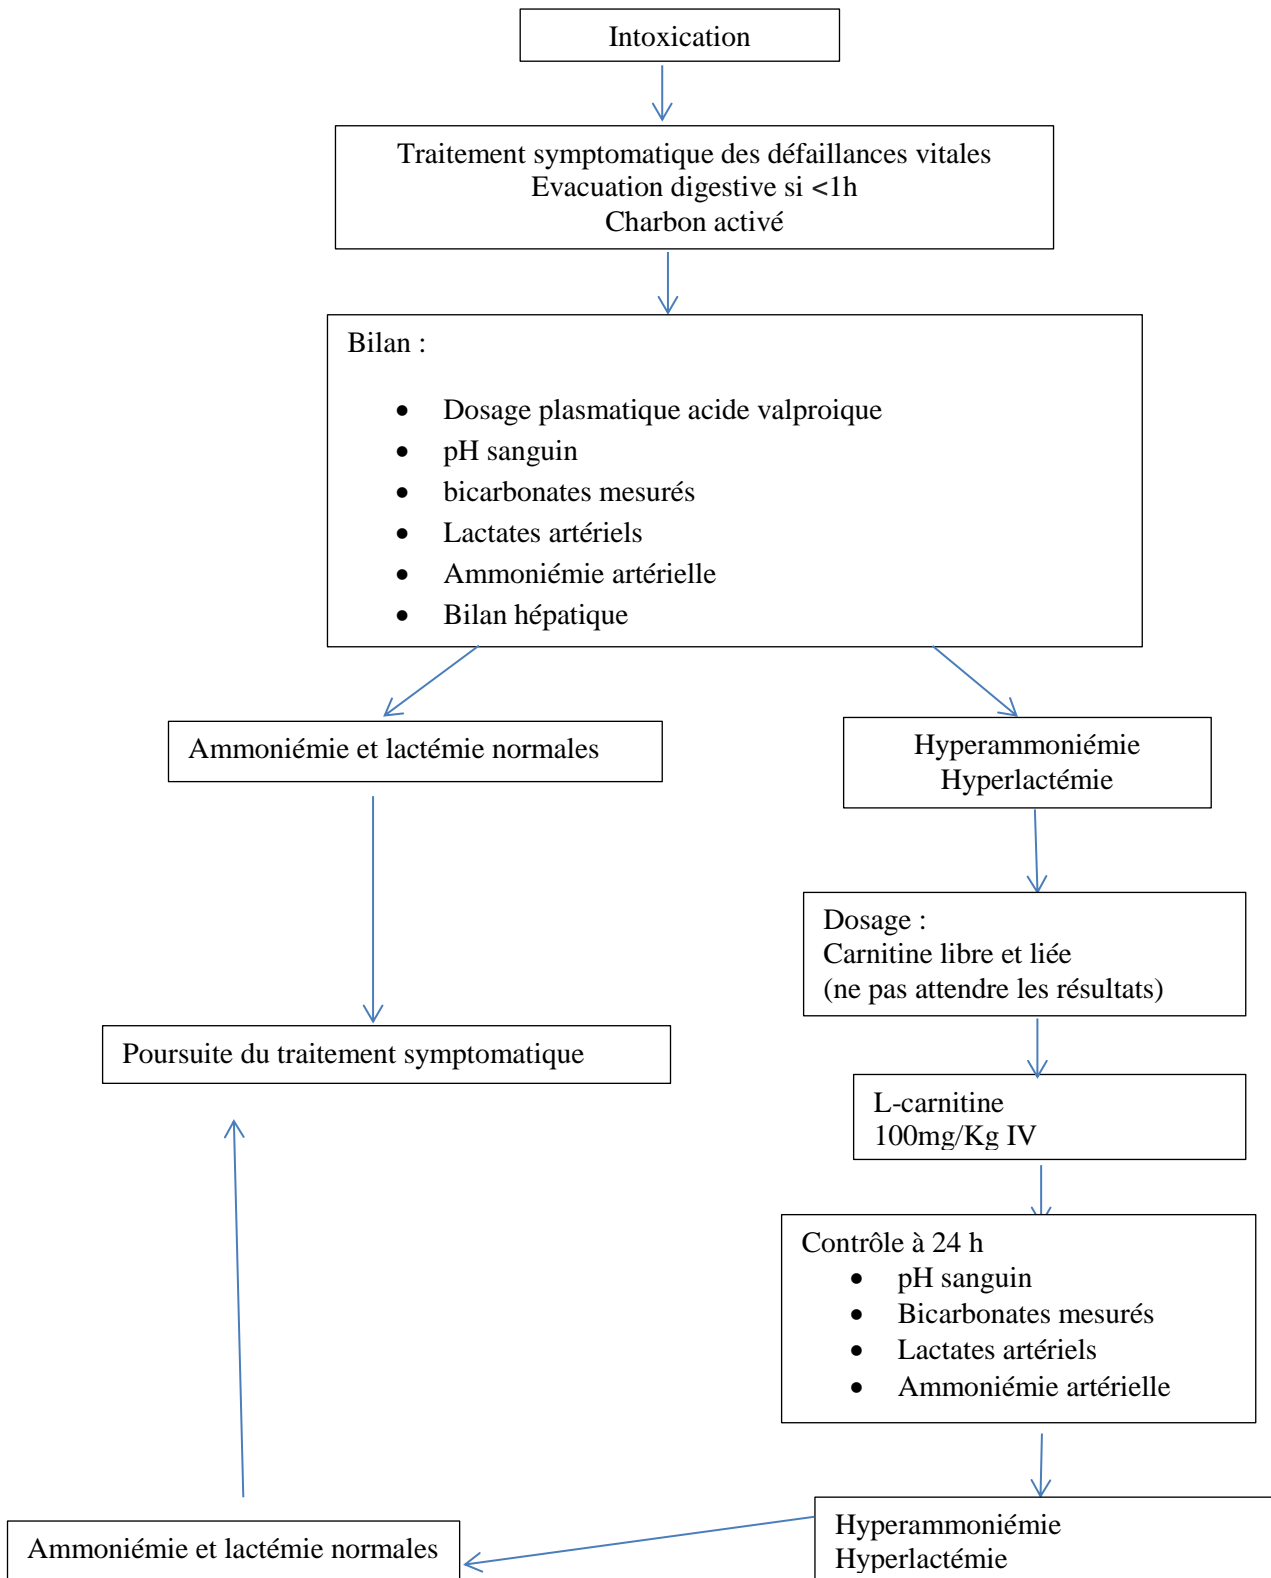 Intoxication
Traitement symptomatique des défaillances vitales
Evacuation digestive si <1h
Charbon activé
Bilan :
• Dosage plasmatique acide valproique
• pH sanguin
• bicarbonates mesurés
• Lactates artériels
• Ammoniémie artérielle
• Bilan hépatique
Ammoniémie et lactémie normales
Hyperammoniémie
Hyperlactémie
Dosage :
Carnitine libre et liée
(ne pas attendre les résultats)
Poursuite du traitement symptomatique
L-carnitine
100mg/Kg IV
Contrôle à 24 h
• pH sanguin
• Bicarbonates mesurés
• Lactates artériels
• Ammoniémie artérielle
Hyperammoniémie
Hyperlactémie
Ammoniémie et lactémie normales